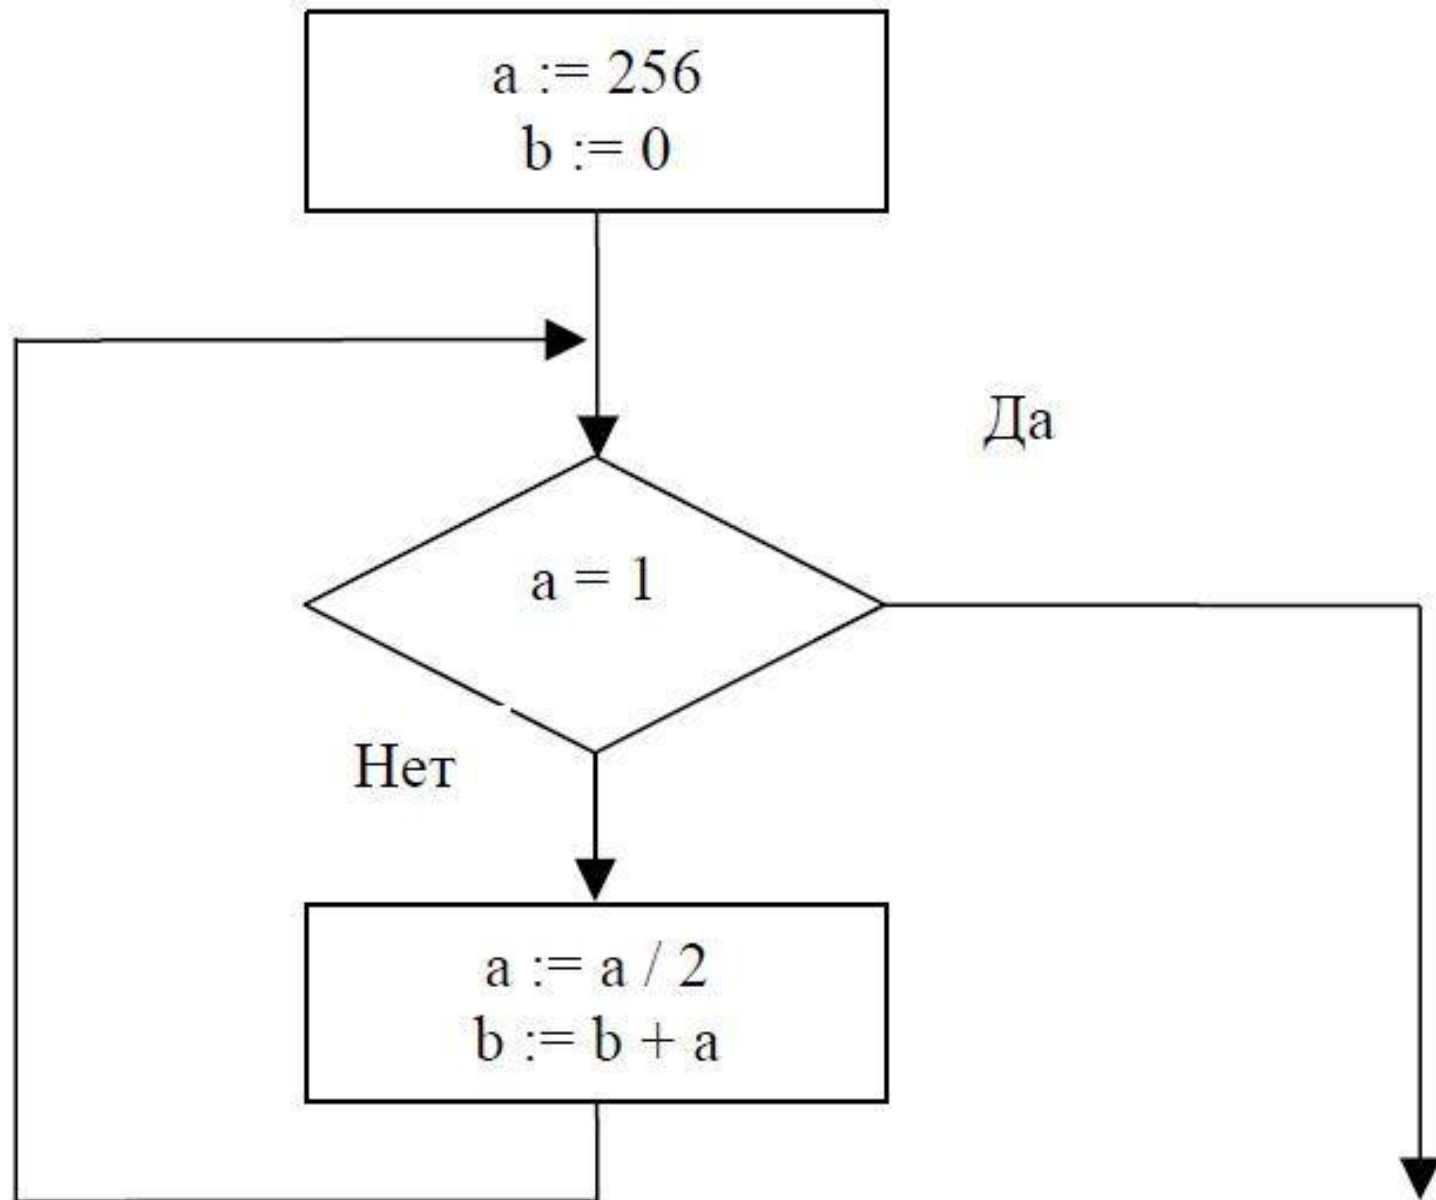 a := 256
b := 0
Да
a = 1
Нет
a := a / 2
b := b + a